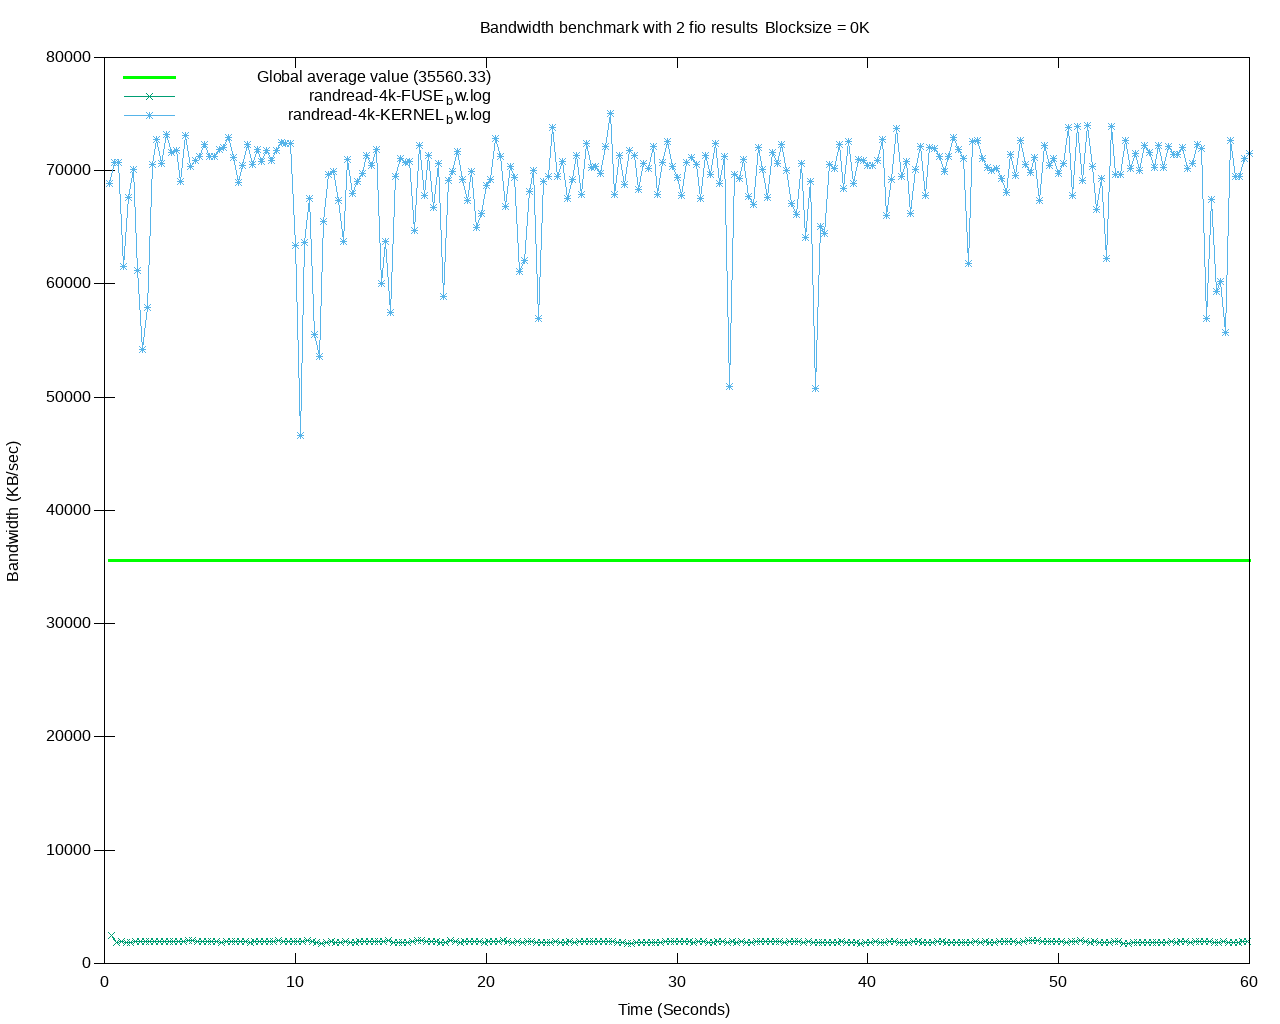 Bandwidth benchmark with 2 fio results Blocksize = 0K
80000
70000
60000
50000
40000
30000
20000
10000
0
Bandwidth (KB/sec)
Global average value (35560.33)
randread-4k-FUSEbw.log
randread-4k-KERNELbw.log
0 10 20 30 40 50 60
Time (Seconds)